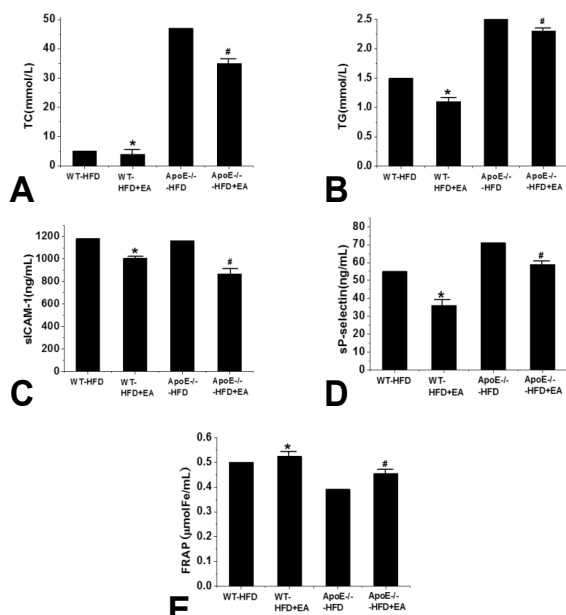 50
40
30
20
10
0
TC(mmol/L)
*
#
WT-HFD
WT-
HFD+EA
ApoE-/-
-HFD
ApoE-/-
-HFD+EA
A
2.5
2.0
1.5
1.0
0.5
0.0
TG(mmol/L)
*
#
WT-HFD
WT-
HFD+EA
ApoE-/-
-HFD
ApoE-/-
-HFD+EA
B
1200
1000
800
600
400
200
0
sICAM-1(ng/mL)
*
#
WT-HFD
WT-
HFD+EA
ApoE-/-
-HFD
ApoE-/-
-HFD+EA
C
80
70
60
50
40
30
20
10
0
sP-selectin(ng/mL)
*
#
WT-HFD
WT-
HFD+EA
ApoE-/-
-HFD
ApoE-/-
-HFD+EA
D
0.6
0.5
0.4
0.3
0.2
0.1
0.0
FRAP (μmolFe/mL)
*
#
WT-HFD
WT-
HFD+EA
ApoE-/-
-HFD
ApoE-/-
-HFD+EA